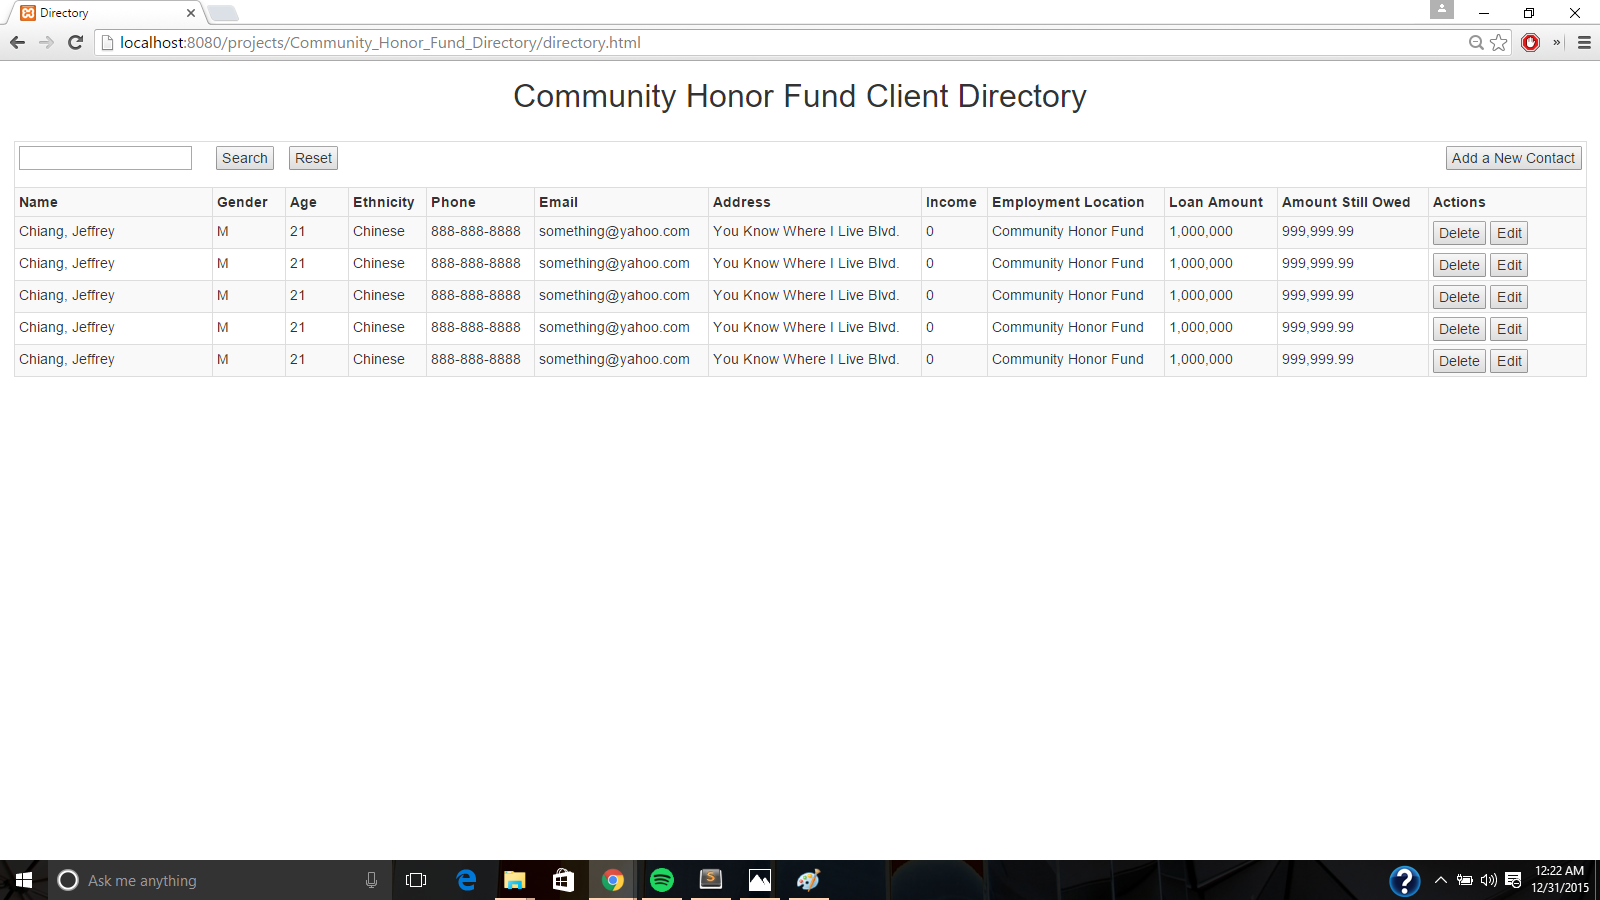 Directory
localhost:8080/projects/Community_Honor_Fund_Directory/directory.html
Community Honor Fund Client Directory
Search Reset Add a New Contact
Name Gender Age Ethnicity Phone Email Address Income Employment Location Loan Amount Amount Still Owed Actions
Chiang, Jeffrey M 21 Chinese 888-888-8888 something@yahoo.com You Know Where I Live Blvd. 0 Community Honor Fund 1,000,000 999,999.99 Delete Edit
Chiang, Jeffrey M 21 Chinese 888-888-8888 something@yahoo.com You Know Where I Live Blvd. 0 Community Honor Fund 1,000,000 999,999.99 Delete Edit
Chiang, Jeffrey M 21 Chinese 888-888-8888 something@yahoo.com You Know Where I Live Blvd. 0 Community Honor Fund 1,000,000 999,999.99 Delete Edit
Chiang, Jeffrey M 21 Chinese 888-888-8888 something@yahoo.com You Know Where I Live Blvd. 0 Community Honor Fund 1,000,000 999,999.99 Delete Edit
Chiang, Jeffrey M 21 Chinese 888-888-8888 something@yahoo.com You Know Where I Live Blvd. 0 Community Honor Fund 1,000,000 999,999.99 Delete Edit
Ask me anything
12:22 AM
12/31/2015